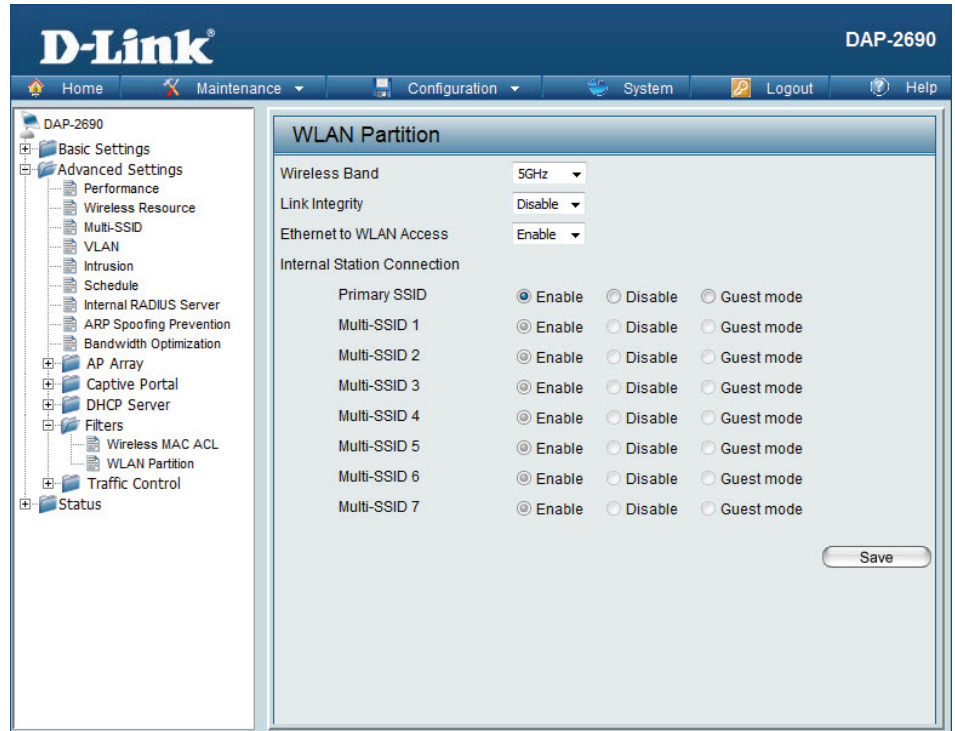 D-Link®
DAP-2690
Home Maintenance Configuration System Logout Help
DAP-2690
Basic Settings
Advanced Settings
Performance
Wireless Resource
Multi-SSID
VLAN
Intrusion
Schedule
Internal RADIUS Server
ARP Spoofing Prevention
Bandwidth Optimization
AP Array
Captive Portal
DHCP Server
Filters
Wireless MAC ACL
WLAN Partition
Traffic Control
Status
WLAN Partition
Wireless Band 5GHz
Link Integrity Disable
Ethernet to WLAN Access Enable
Internal Station Connection
Primary SSID Enable Disable Guest mode
Multi-SSID 1 Enable Disable Guest mode
Multi-SSID 2 Enable Disable Guest mode
Multi-SSID 3 Enable Disable Guest mode
Multi-SSID 4 Enable Disable Guest mode
Multi-SSID 5 Enable Disable Guest mode
Multi-SSID 6 Enable Disable Guest mode
Multi-SSID 7 Enable Disable Guest mode
Save